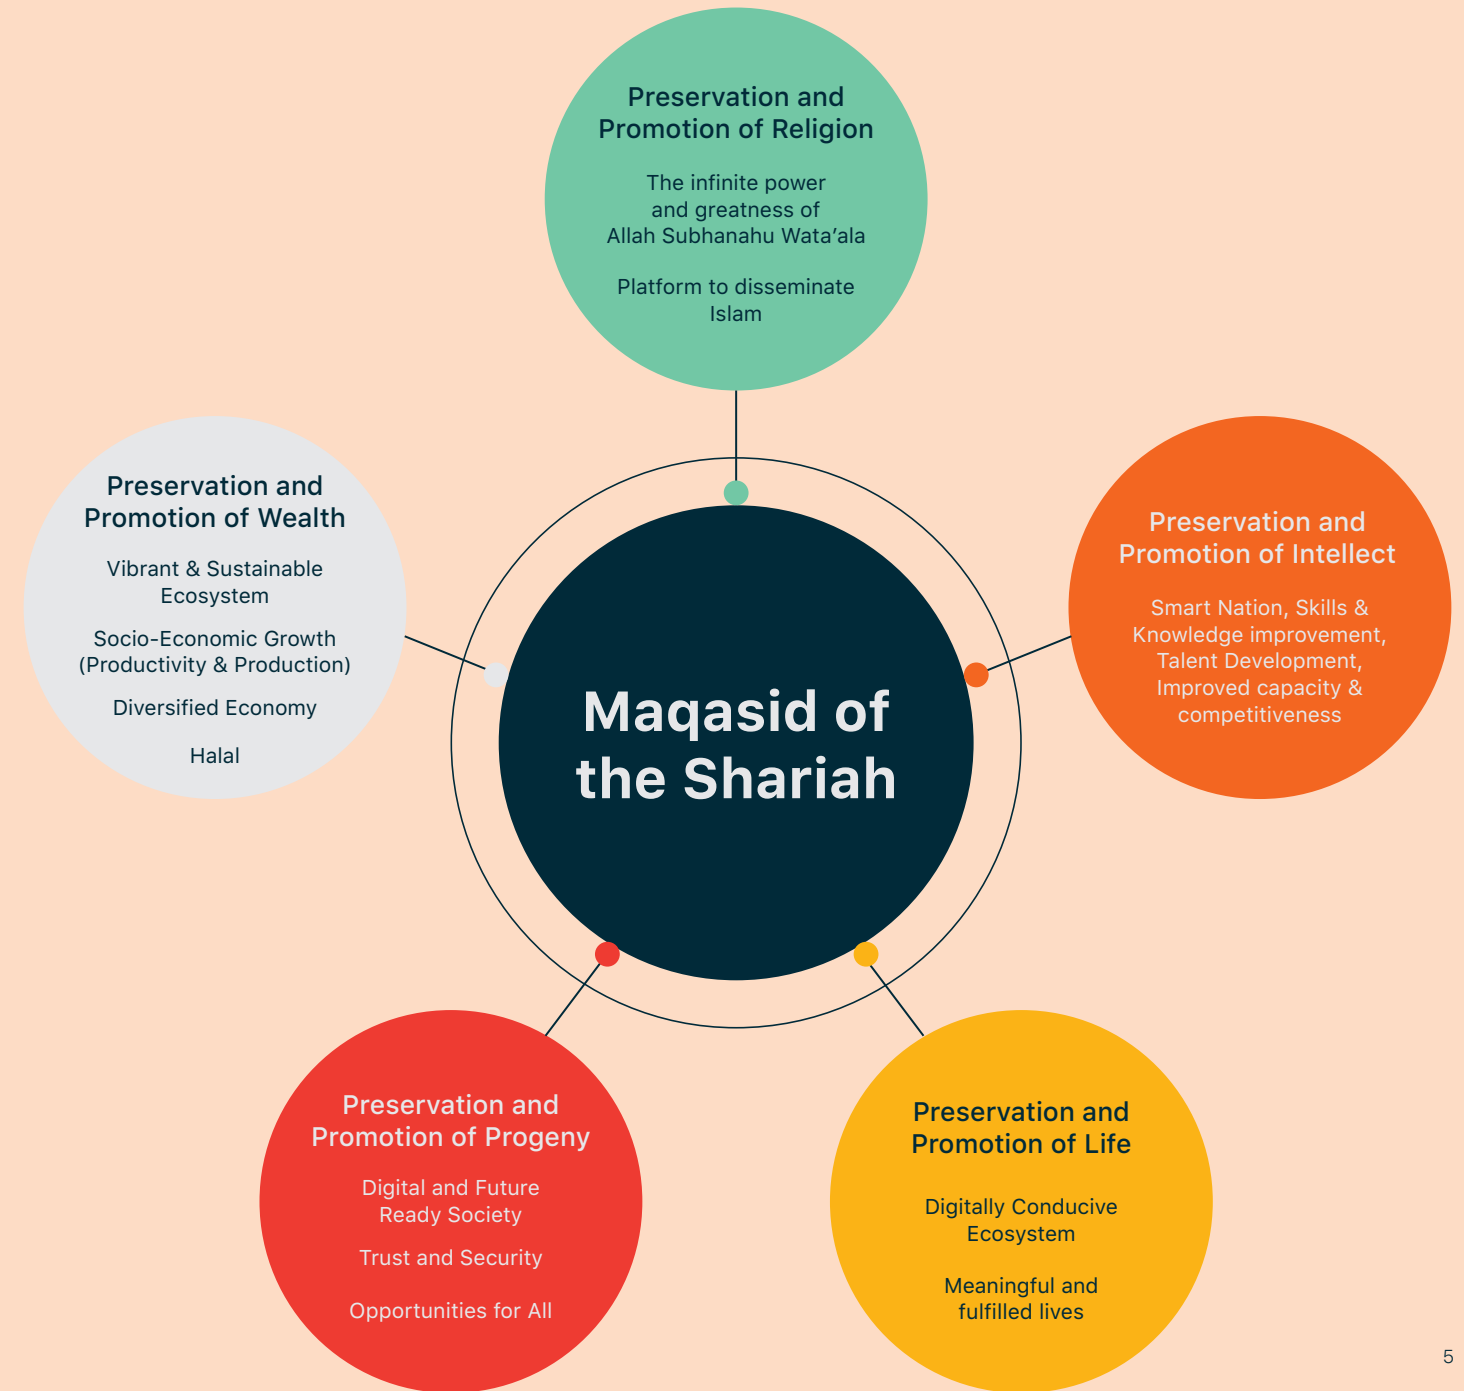 Preservation and
Promotion of Religion
The infinite power
and greatness of
Allah Subhanahu Wata’ala
Platform to disseminate
Islam
Preservation and
Promotion of Wealth
Vibrant & Sustainable
Ecosystem
Socio-Economic Growth
(Productivity & Production)
Diversified Economy
Halal
Preservation and
Promotion of Intellect
Smart Nation, Skills &
Knowledge improvement,
Talent Development,
Improved capacity &
competitiveness
Maqasid of
the Shariah
Preservation and
Promotion of Progeny
Digital and Future
Ready Society
Trust and Security
Opportunities for All
Preservation and
Promotion of Life
Digitally Conducive
Ecosystem
Meaningful and
fulfilled lives
5